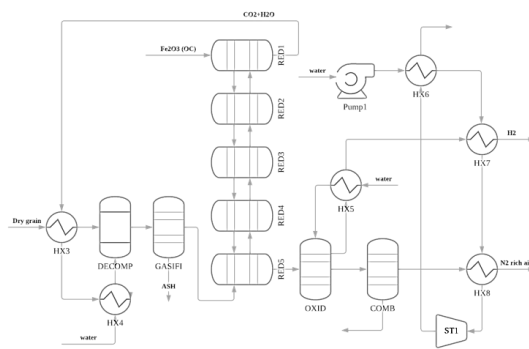 CO2+H2O
Fe2O3 (OC)
RED1
water
Pump1
HX6
RED2
H2
HX7
RED3
water
HX5
Dry grain
HX3
RED4
DECOMP
GASIFI
RED5
N2 rich ai
HX8
ASH
HX4
OXID
COMB
ST1
water